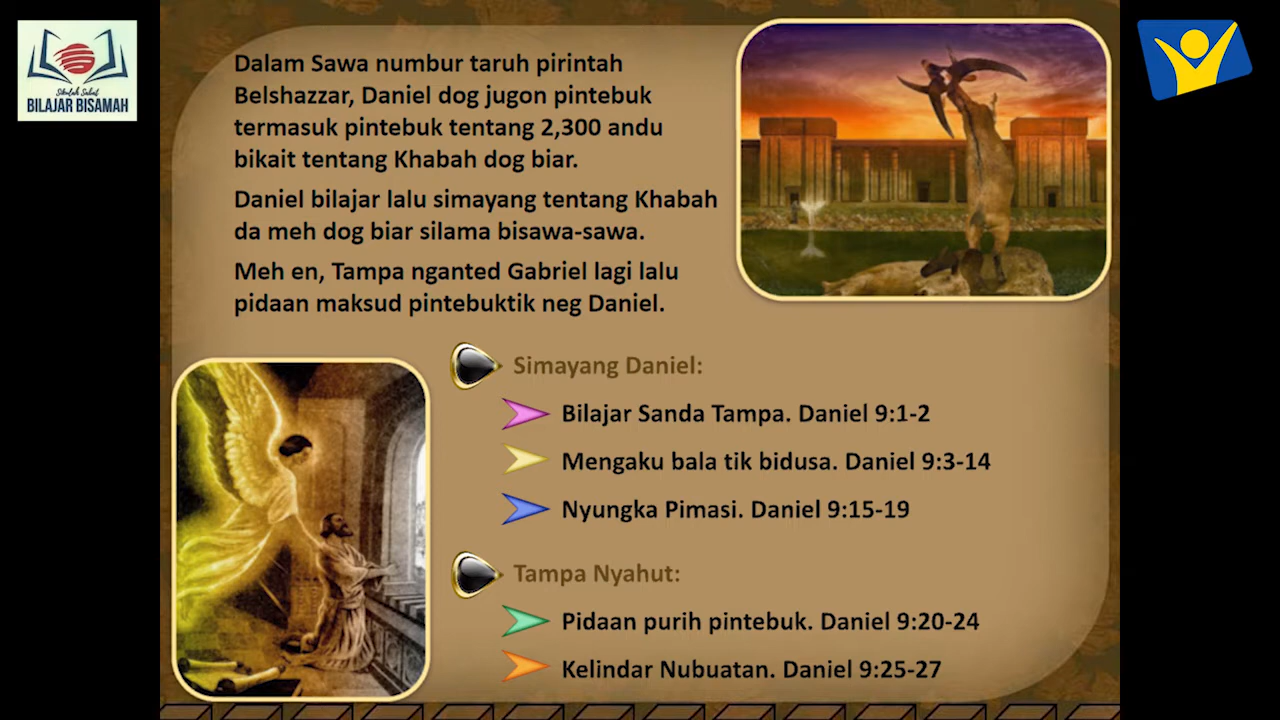 Sikolah Sabat
BILAJAR BISAMAH
Dalam Sawa numbur taruh pirintah
Belshazzar, Daniel dog jugon pintebuk
termasuk pintebuk tentang 2,300 andu
bikait tentang Khabah dog biar.
Daniel bilajar lalu simayang tentang Khabah
da meh dog biar silama bisawa-sawa.
Meh en, Tampa nganted Gabriel lagi lalu
pidaan maksud pintebuktik neg Daniel.
Simayang Daniel:
Bilajar Sanda Tampa. Daniel 9:1-2
Mengaku bala tik bidusa. Daniel 9:3-14
Nyungka Pimasi. Daniel 9:15-19
Tampa Nyahut:
Pidaan purih pintebuk. Daniel 9:20-24
Kelindar Nubuatan. Daniel 9:25-27